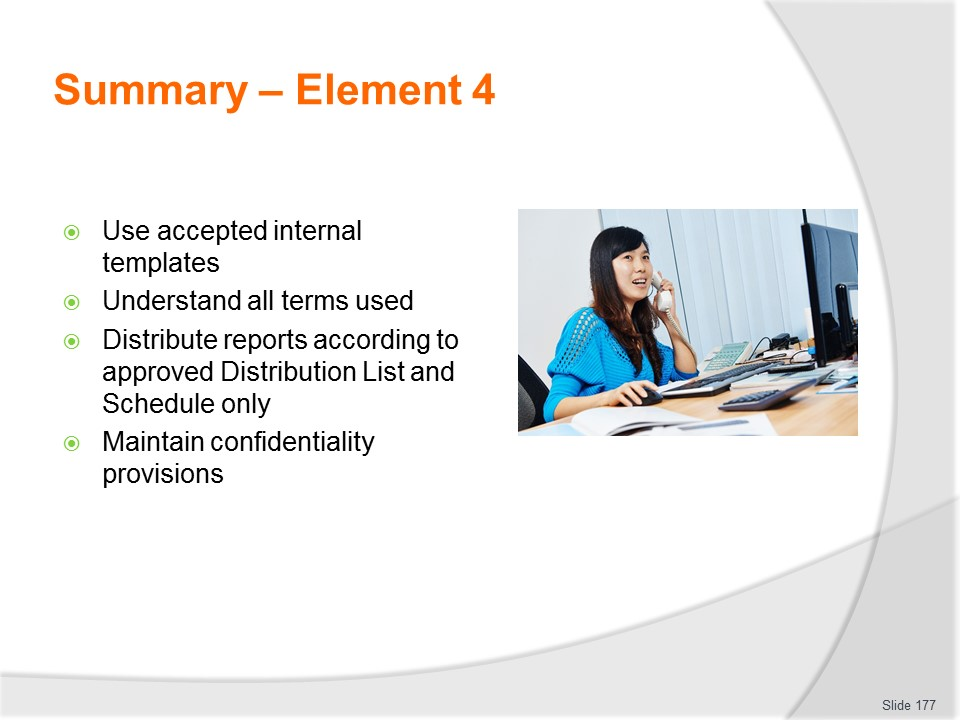 Summary – Element 4
Use accepted internal
templates
Understand all terms used
Distribute reports according to
approved Distribution List and
Schedule only
Maintain confidentiality
provisions
Slide 177